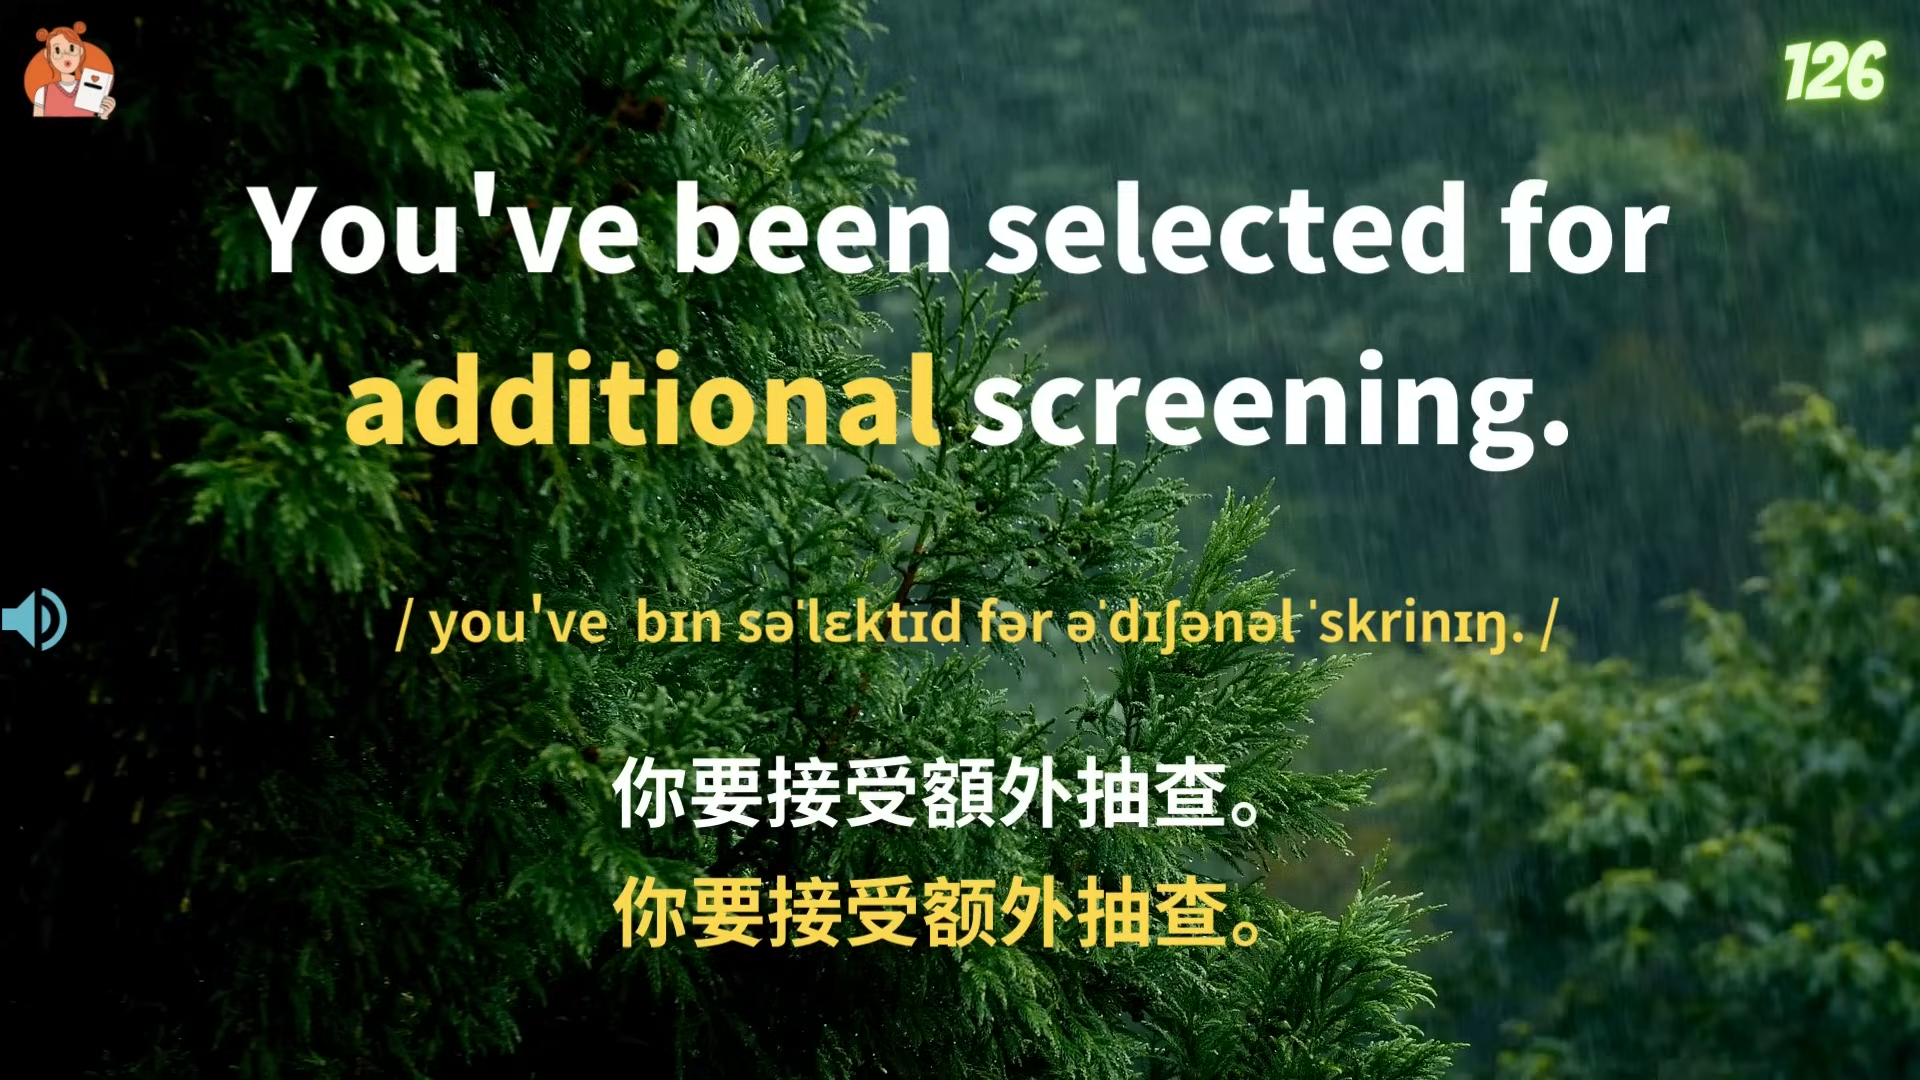 126
You've been selected for
additional screening.
/ you've bɪn səˈlɛktɪd fər əˈdɪʃənəl ˈskrinɪŋ. /
你要接受額外抽查。
你要接受额外抽查。